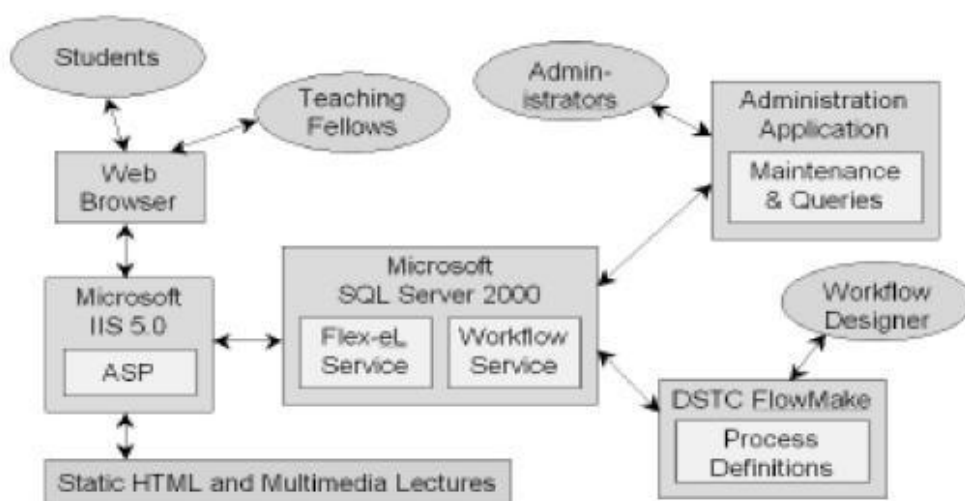 Students
Teaching
Fellows
Admin-
istrators
Administration
Application
Maintenance
& Queries
Web
Browser
Microsoft
IIS 5.0
ASP
Microsoft
SQL Server 2000
Flex-eL
Service
Workflow
Service
Workflow
Designer
DSTC FlowMake
Process
Definitions
Static HTML and Multimedia Lectures